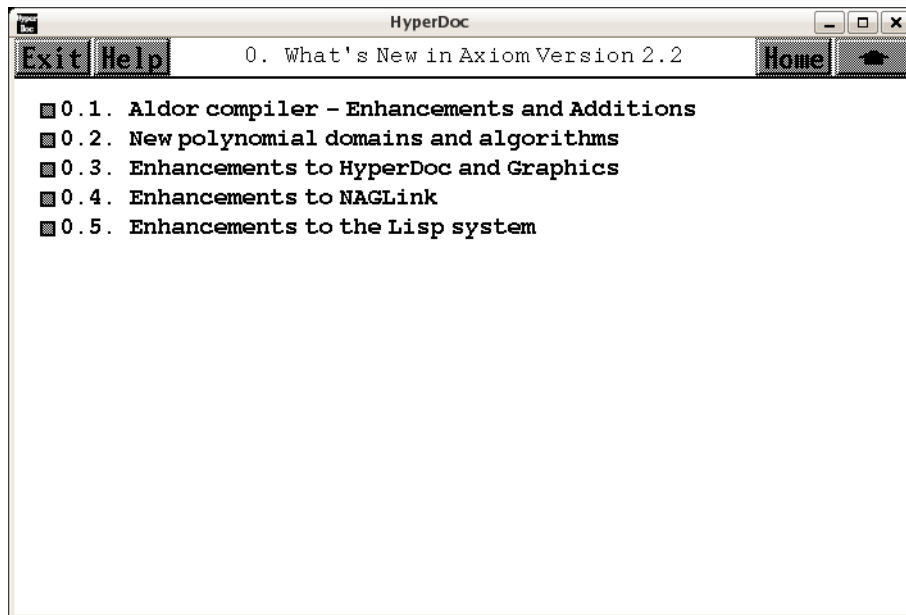 HyperDoc
Hyper Doc
Exit Help 0. What's New in Axiom Version 2.2 Home
0.1. Aldor compiler – Enhancements and Additions
0.2. New polynomial domains and algorithms
0.3. Enhancements to HyperDoc and Graphics
0.4. Enhancements to NAGLink
0.5. Enhancements to the Lisp system